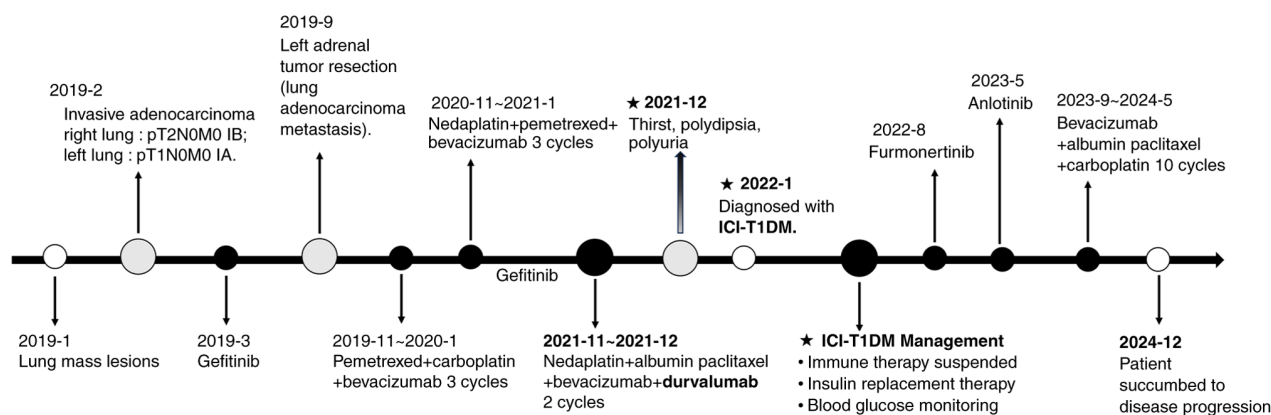 2019-1
Lung mass lesions
2019-2
Invasive adenocarcinoma
right lung : pT2N0M0 IB;
left lung : pT1N0M0 IA.
2019-3
Gefitinib
2019-9
Left adrenal
tumor resection
(lung
adenocarcinoma
metastasis).
2019-11~2020-1
Pemetrexed+carboplatin
+bevacizumab 3 cycles
2020-11~2021-1
Nedaplatin+pemetrexed+
bevacizumab 3 cycles
Gefitinib
2021-11~2021-12
Nedaplatin+albumin paclitaxel
+bevacizumab+durvalumab
2 cycles
★ 2021-12
Thirst, polydipsia,
polyuria
★ 2022-1
Diagnosed with
ICI-T1DM.
★ ICI-T1DM Management
• Immune therapy suspended
• Insulin replacement therapy
• Blood glucose monitoring
2022-8
Furmonertinib
2023-5
Anlotinib
2023-9~2024-5
Bevacizumab
+albumin paclitaxel
+carboplatin 10 cycles
2024-12
Patient
succumbed to
disease progression